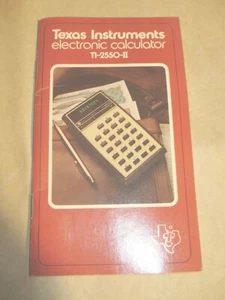 Texas Instruments
electronic calculator
TI-2550-II